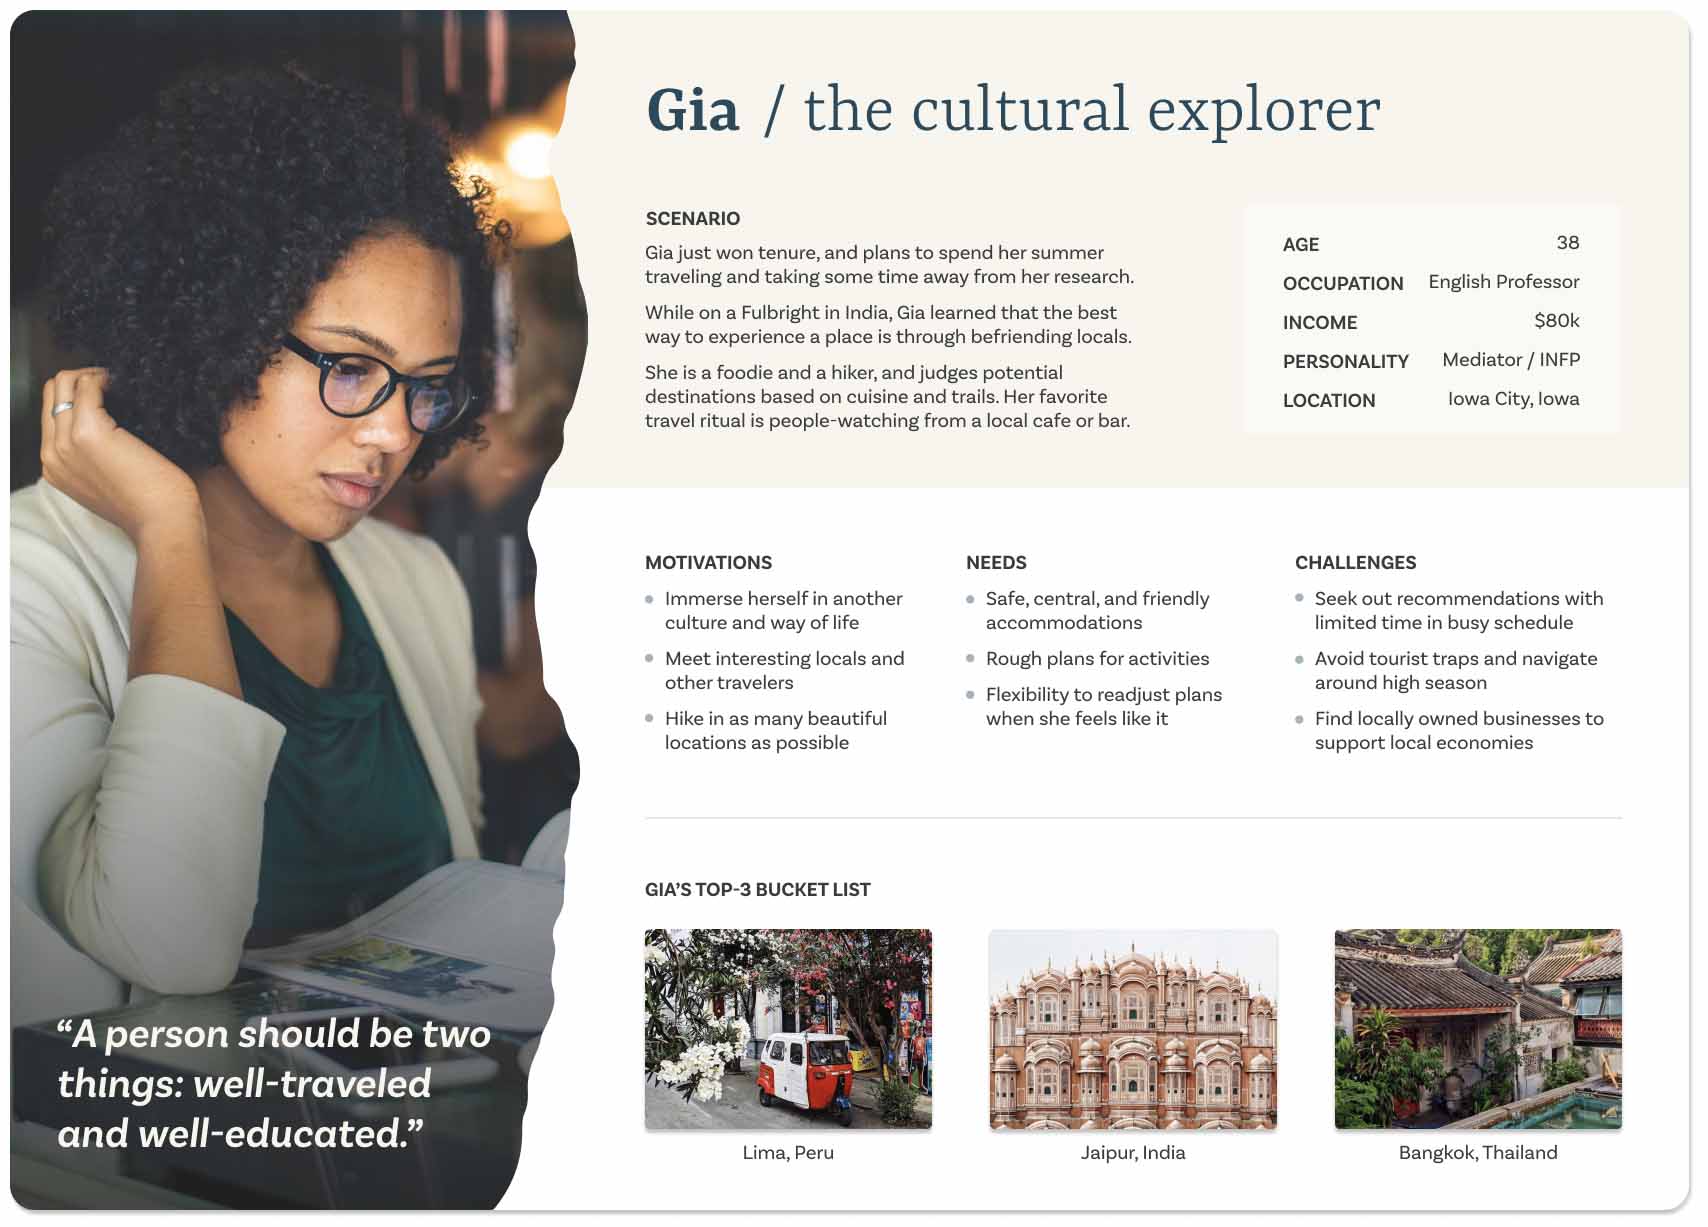 Gia / the cultural explorer
SCENARIO
Gia just won tenure, and plans to spend her summer
traveling and taking some time away from her research.
While on a Fulbright in India, Gia learned that the best
way to experience a place is through befriending locals.
She is a foodie and a hiker, and judges potential
destinations based on cuisine and trails. Her favorite
travel ritual is people-watching from a local cafe or bar.
AGE 38
OCCUPATION English Professor
INCOME $80k
PERSONALITY Mediator / INFP
LOCATION Iowa City, Iowa
MOTIVATIONS
Immerse herself in another
culture and way of life
Meet interesting locals and
other travelers
Hike in as many beautiful
locations as possible
NEEDS
Safe, central, and friendly
accommodations
Rough plans for activities
Flexibility to readjust plans
when she feels like it
CHALLENGES
Seek out recommendations with
limited time in busy schedule
Avoid tourist traps and navigate
around high season
Find locally owned businesses to
support local economies
GIA'S TOP-3 BUCKET LIST
Lima, Peru
Jaipur, India
Bangkok, Thailand
“A person should be two
things: well-traveled
and well-educated.”